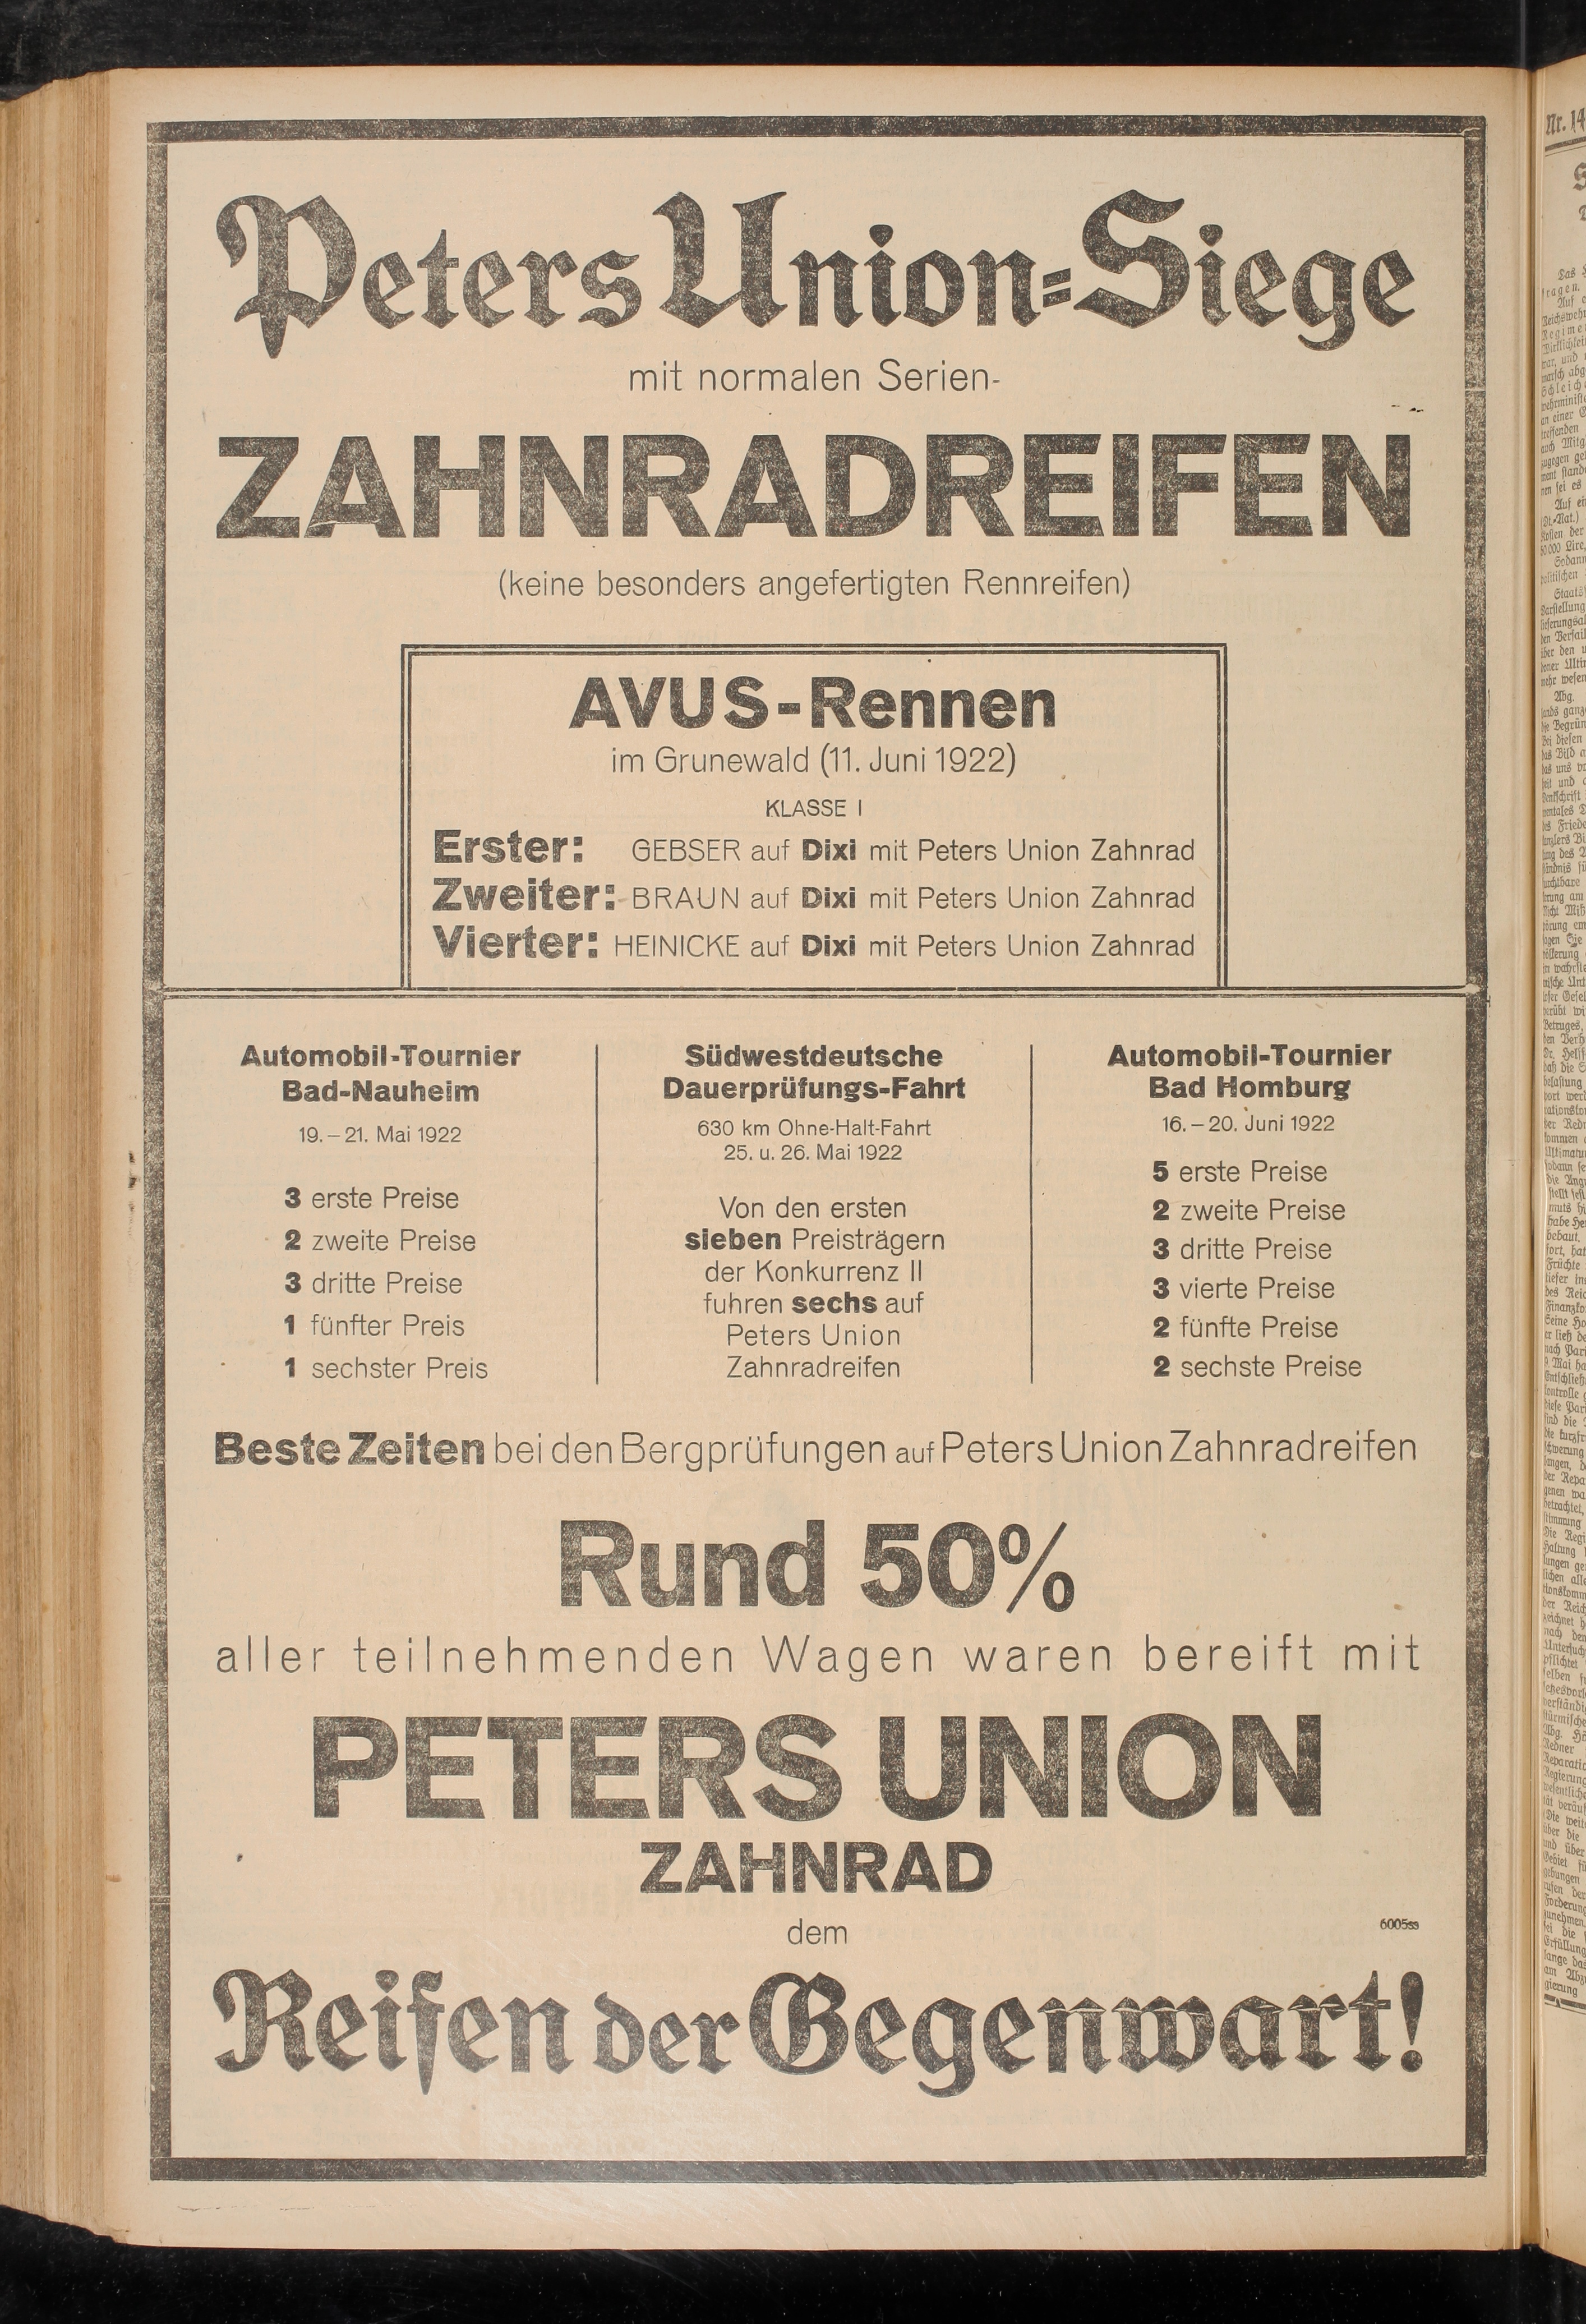 Peters Union=Siege
mit normalen Serien-
ZAHNRADREIFEN
(keine besonders angefertigten Rennreifen)
AVUS-Rennen
im Grunewald (11. Juni 1922)
KLASSE I
Erster: GEBSER auf Dixi mit Peters Union Zahnrad
Zweiter: BRAUN auf Dixi mit Peters Union Zahnrad
Vierter: HEINICKE auf Dixi mit Peters Union Zahnrad
Automobil-Tournier
Bad-Nauheim
19.–21. Mai 1922
3 erste Preise
2 zweite Preise
3 dritte Preise
1 fünfter Preis
1 sechster Preis
Südwestdeutsche
Dauerprüfungs-Fahrt
630 km Ohne-Halt-Fahrt
25. u. 26. Mai 1922
Von den ersten
sieben Preisträgern
der Konkurrenz II
fuhren sechs auf
Peters Union
Zahnradreifen
Automobil-Tournier
Bad Homburg
16.–20. Juni 1922
5 erste Preise
2 zweite Preise
3 dritte Preise
3 vierte Preise
2 fünfte Preise
2 sechste Preise
Beste Zeiten bei den Bergprüfungen auf Peters Union Zahnradreifen
Rund 50%
aller teilnehmenden Wagen waren bereift mit
PETERS UNION
ZAHNRAD
dem
6005ss
Reifen der Gegenwart!
Nr. 14